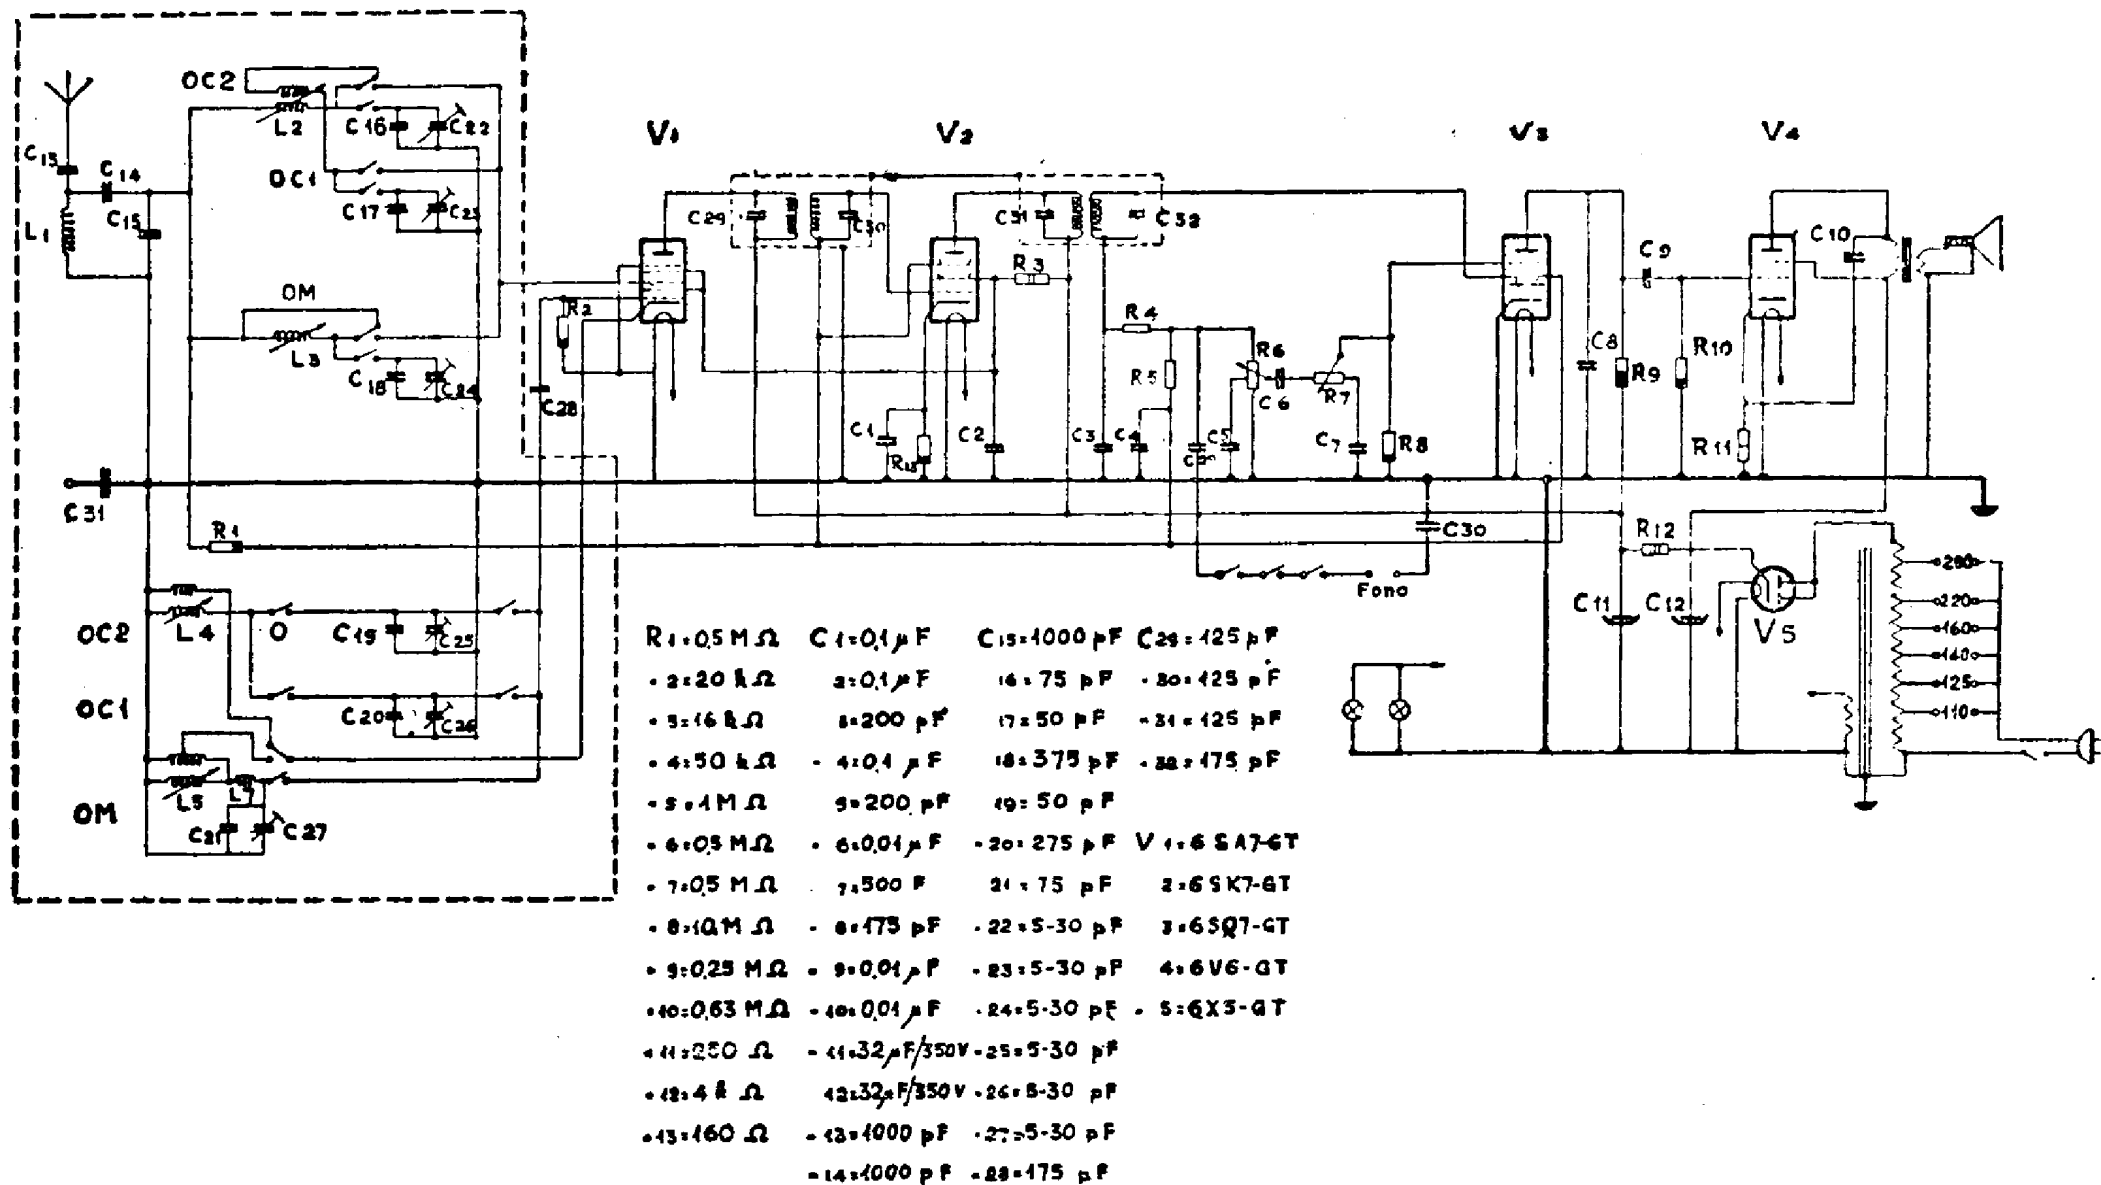 OC2
L2
C16
C22
C13
C14
OC1
C17
C23
L1
C15
OM
L3
C18
C24
C31
R1
OC2
L4
O
C19
C25
OC1
C20
C26
L5
OM
C21
C27
V1
V2
V3
V4
C29
C30
C31
C32
R2
C28
R3
C1
R13
C2
R4
R5
R6
C6
R7
C3
C4
C5
C7
R8
C8
C9
R9
R10
R11
C10
C30
Fono
R12
C11
C12
V5
280
220
160
140
125
110
R1=0,5 MΩ C1=0,1 µF C15=1000 pF C29=125 pF
2=20 kΩ 2=0,1 µF 16=75 pF 30=125 pF
3=16 kΩ 3=200 pF 17=50 pF 31=125 pF
4=50 kΩ 4=0,1 µF 18=375 pF 32=175 pF
5=1 MΩ 5=200 pF 19=50 pF
6=0,5 MΩ 6=0,01 µF 20=275 pF V1=6SA7-GT
7=0,5 MΩ 7=500 F 21=75 pF 2=6SK7-GT
8=10 MΩ 8=175 pF 22=5-30 pF 3=6SQ7-GT
9=0,25 MΩ 9=0,01 µF 23=5-30 pF 4=6V6-GT
10=0,63 MΩ 10=0,01 µF 24=5-30 pF 5=6X5-GT
11=250 Ω 11=32 µF/350V 25=5-30 pF
12=4 k Ω 12=32 µF/350V 26=5-30 pF
13=160 Ω 13=1000 pF 27=5-30 pF
14=1000 pF 28=175 pF